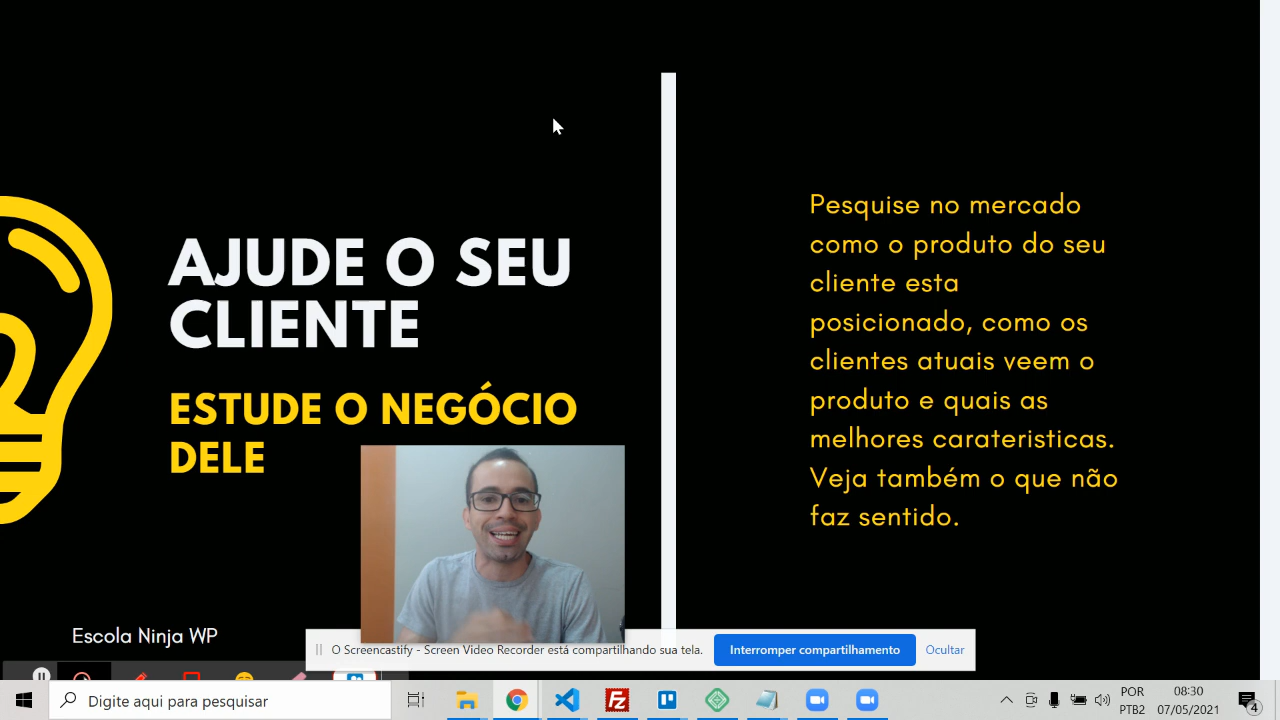 AJUDE O SEU
CLIENTE
ESTUDE O NEGÓCIO
DELE
Pesquise no mercado
como o produto do seu
cliente esta
posicionado, como os
clientes atuais veem o
produto e quais as
melhores carateristicas.
Veja também o que não
faz sentido.
Escola Ninja WP
O Screencastify - Screen Video Recorder está compartilhando sua tela.
Interromper compartilhamento
Ocultar
Digite aqui para pesquisar
POR
PTB2
08:30
07/05/2021
4